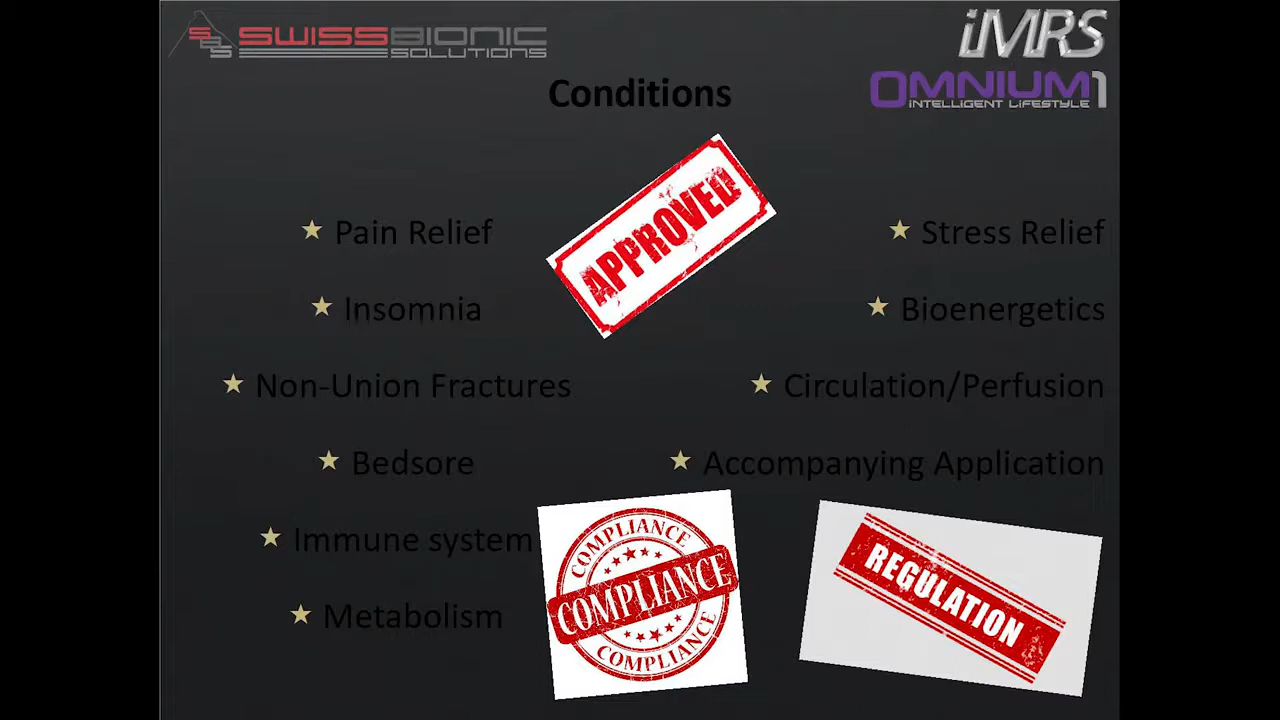 SBS SWISSBIONIC
SOLUTIONS
iMRS
OMNIUM1
INTELLIGENT LIFESTYLE
Conditions
APPROVED
Pain Relief
Insomnia
Non-Union Fractures
Bedsore
Immune system
Metabolism
Stress Relief
Bioenergetics
Circulation/Perfusion
Accompanying Application
COMPLIANCE
COMPLIANCE
COMPLIANCE
REGULATION